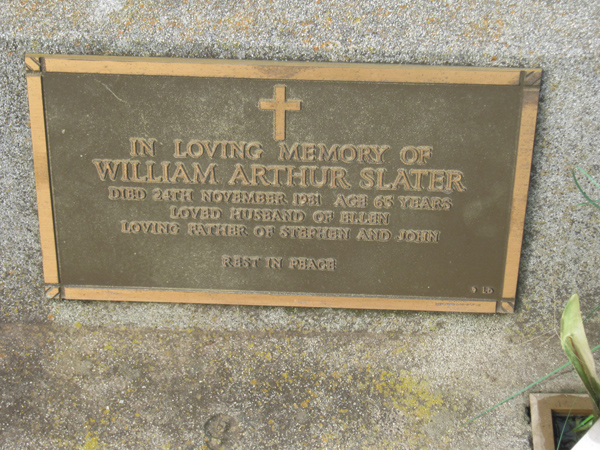 IN LOVING MEMORY OF
WILLIAM ARTHUR SLATER
DIED 24TH NOVEMBER 1981 AGE 65 YEARS
LOVED HUSBAND OF ELLEN
LOVING FATHER OF STEPHEN AND JOHN
REST IN PEACE
S 16